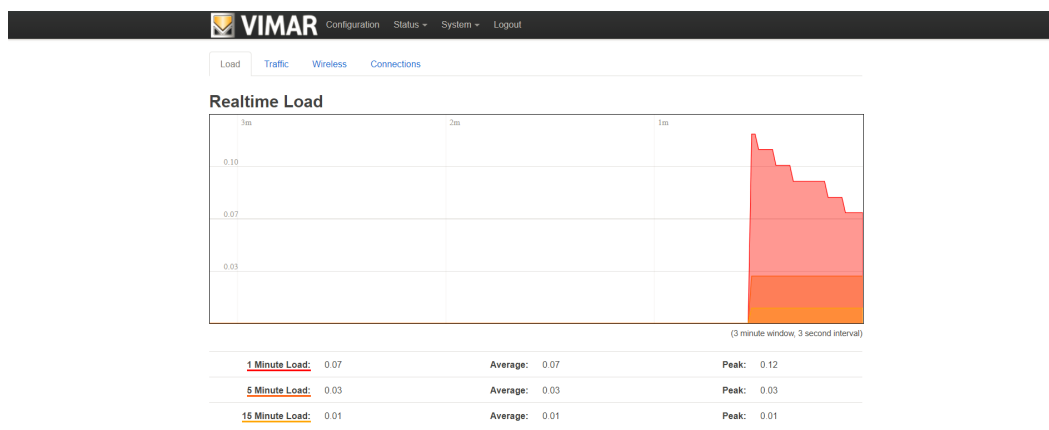 VIMAR Configuration Status System Logout
Load Traffic Wireless Connections
Realtime Load
3m 2m 1m
0.10
0.07
0.03
(3 minute window, 3 second interval)
1 Minute Load: 0.07 Average: 0.07 Peak: 0.12
5 Minute Load: 0.03 Average: 0.03 Peak: 0.03
15 Minute Load: 0.01 Average: 0.01 Peak: 0.01